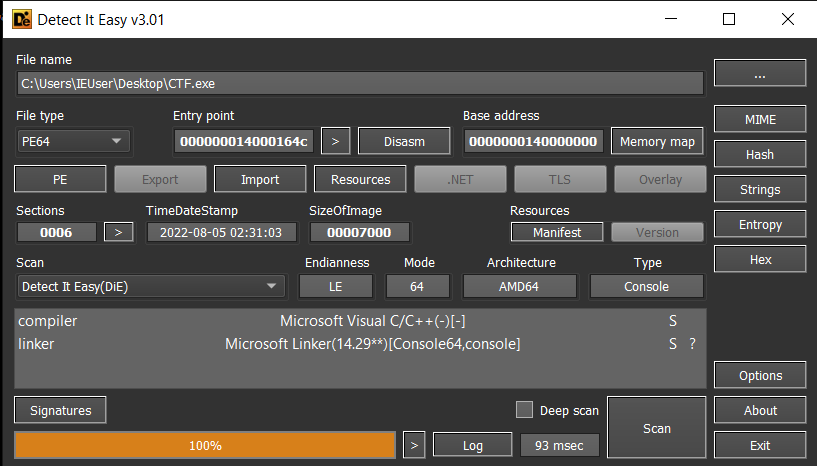 Detect It Easy v3.01
File name
C:\Users\IEUser\Desktop\CTF.exe ...
File type Entry point Base address
PE64 000000014000164c > Disasm 0000000140000000 Memory map MIME
PE Export Import Resources .NET TLS Overlay Hash
Strings
Sections TimeDateStamp SizeOfImage Resources
0006 > 2022-08-05 02:31:03 00007000 Manifest Version Entropy
Scan Endianness Mode Architecture Type Hex
Detect It Easy(DiE) LE 64 AMD64 Console
compiler Microsoft Visual C/C++(-)[-] S
linker Microsoft Linker(14.29**)[Console64,console] S ?
Options
Signatures Deep scan Scan About
100% > Log 93 msec Exit